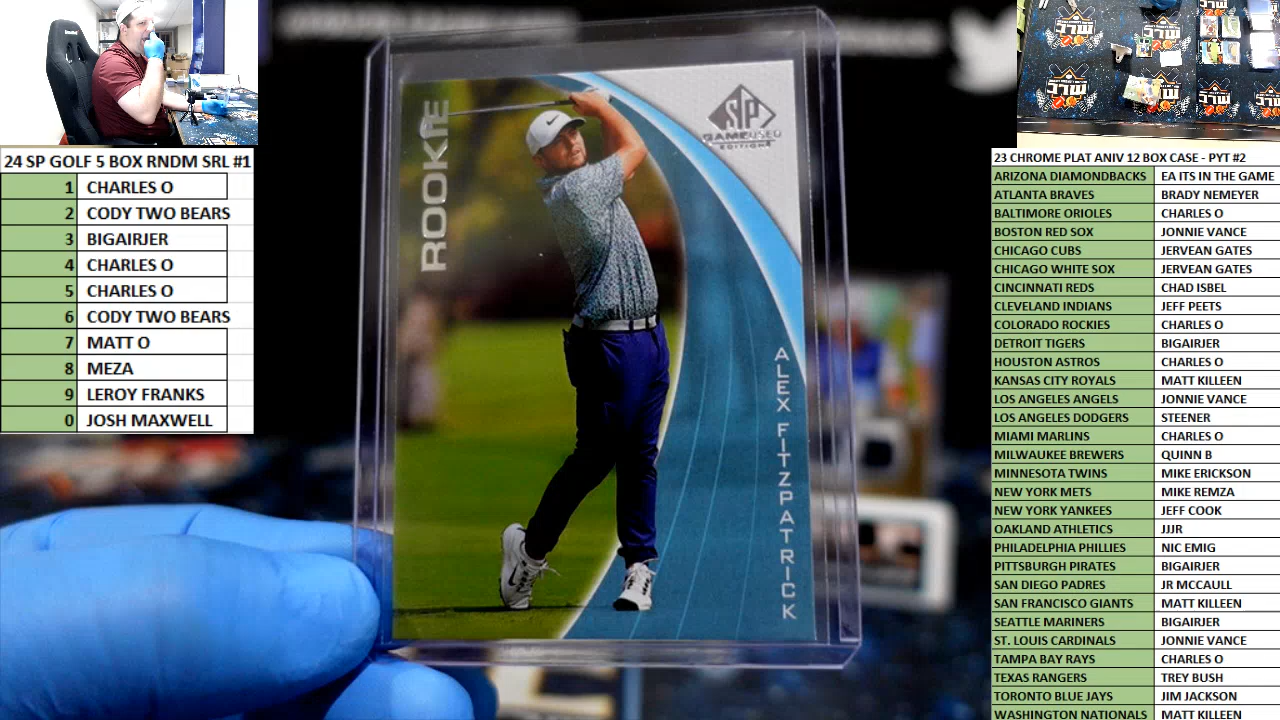 24 SP GOLF 5 BOX RNDM SRL #1
1 CHARLES O
2 CODY TWO BEARS
3 BIGAIRJER
4 CHARLES O
5 CHARLES O
6 CODY TWO BEARS
7 MATT O
8 MEZA
9 LEROY FRANKS
0 JOSH MAXWELL
ROOKIE
SP
GAME USED
EDITION
ALEX FITZPATRICK
23 CHROME PLAT ANIV 12 BOX CASE - PYT #2
ARIZONA DIAMONDBACKS EA ITS IN THE GAME
ATLANTA BRAVES BRADY NEMEYER
BALTIMORE ORIOLES CHARLES O
BOSTON RED SOX JONNIE VANCE
CHICAGO CUBS JERVEAN GATES
CHICAGO WHITE SOX JERVEAN GATES
CINCINNATI REDS CHAD ISBEL
CLEVELAND INDIANS JEFF PEETS
COLORADO ROCKIES CHARLES O
DETROIT TIGERS BIGAIRJER
HOUSTON ASTROS CHARLES O
KANSAS CITY ROYALS MATT KILLEEN
LOS ANGELES ANGELS JONNIE VANCE
LOS ANGELES DODGERS STEENER
MIAMI MARLINS CHARLES O
MILWAUKEE BREWERS QUINN B
MINNESOTA TWINS MIKE ERICKSON
NEW YORK METS MIKE REMZA
NEW YORK YANKEES JEFF COOK
OAKLAND ATHLETICS JJJR
PHILADELPHIA PHILLIES NIC EMIG
PITTSBURGH PIRATES BIGAIRJER
SAN DIEGO PADRES JR MCCAULL
SAN FRANCISCO GIANTS MATT KILLEEN
SEATTLE MARINERS BIGAIRJER
ST. LOUIS CARDINALS JONNIE VANCE
TAMPA BAY RAYS CHARLES O
TEXAS RANGERS TREY BUSH
TORONTO BLUE JAYS JIM JACKSON
WASHINGTON NATIONALS MATT KILLEEN